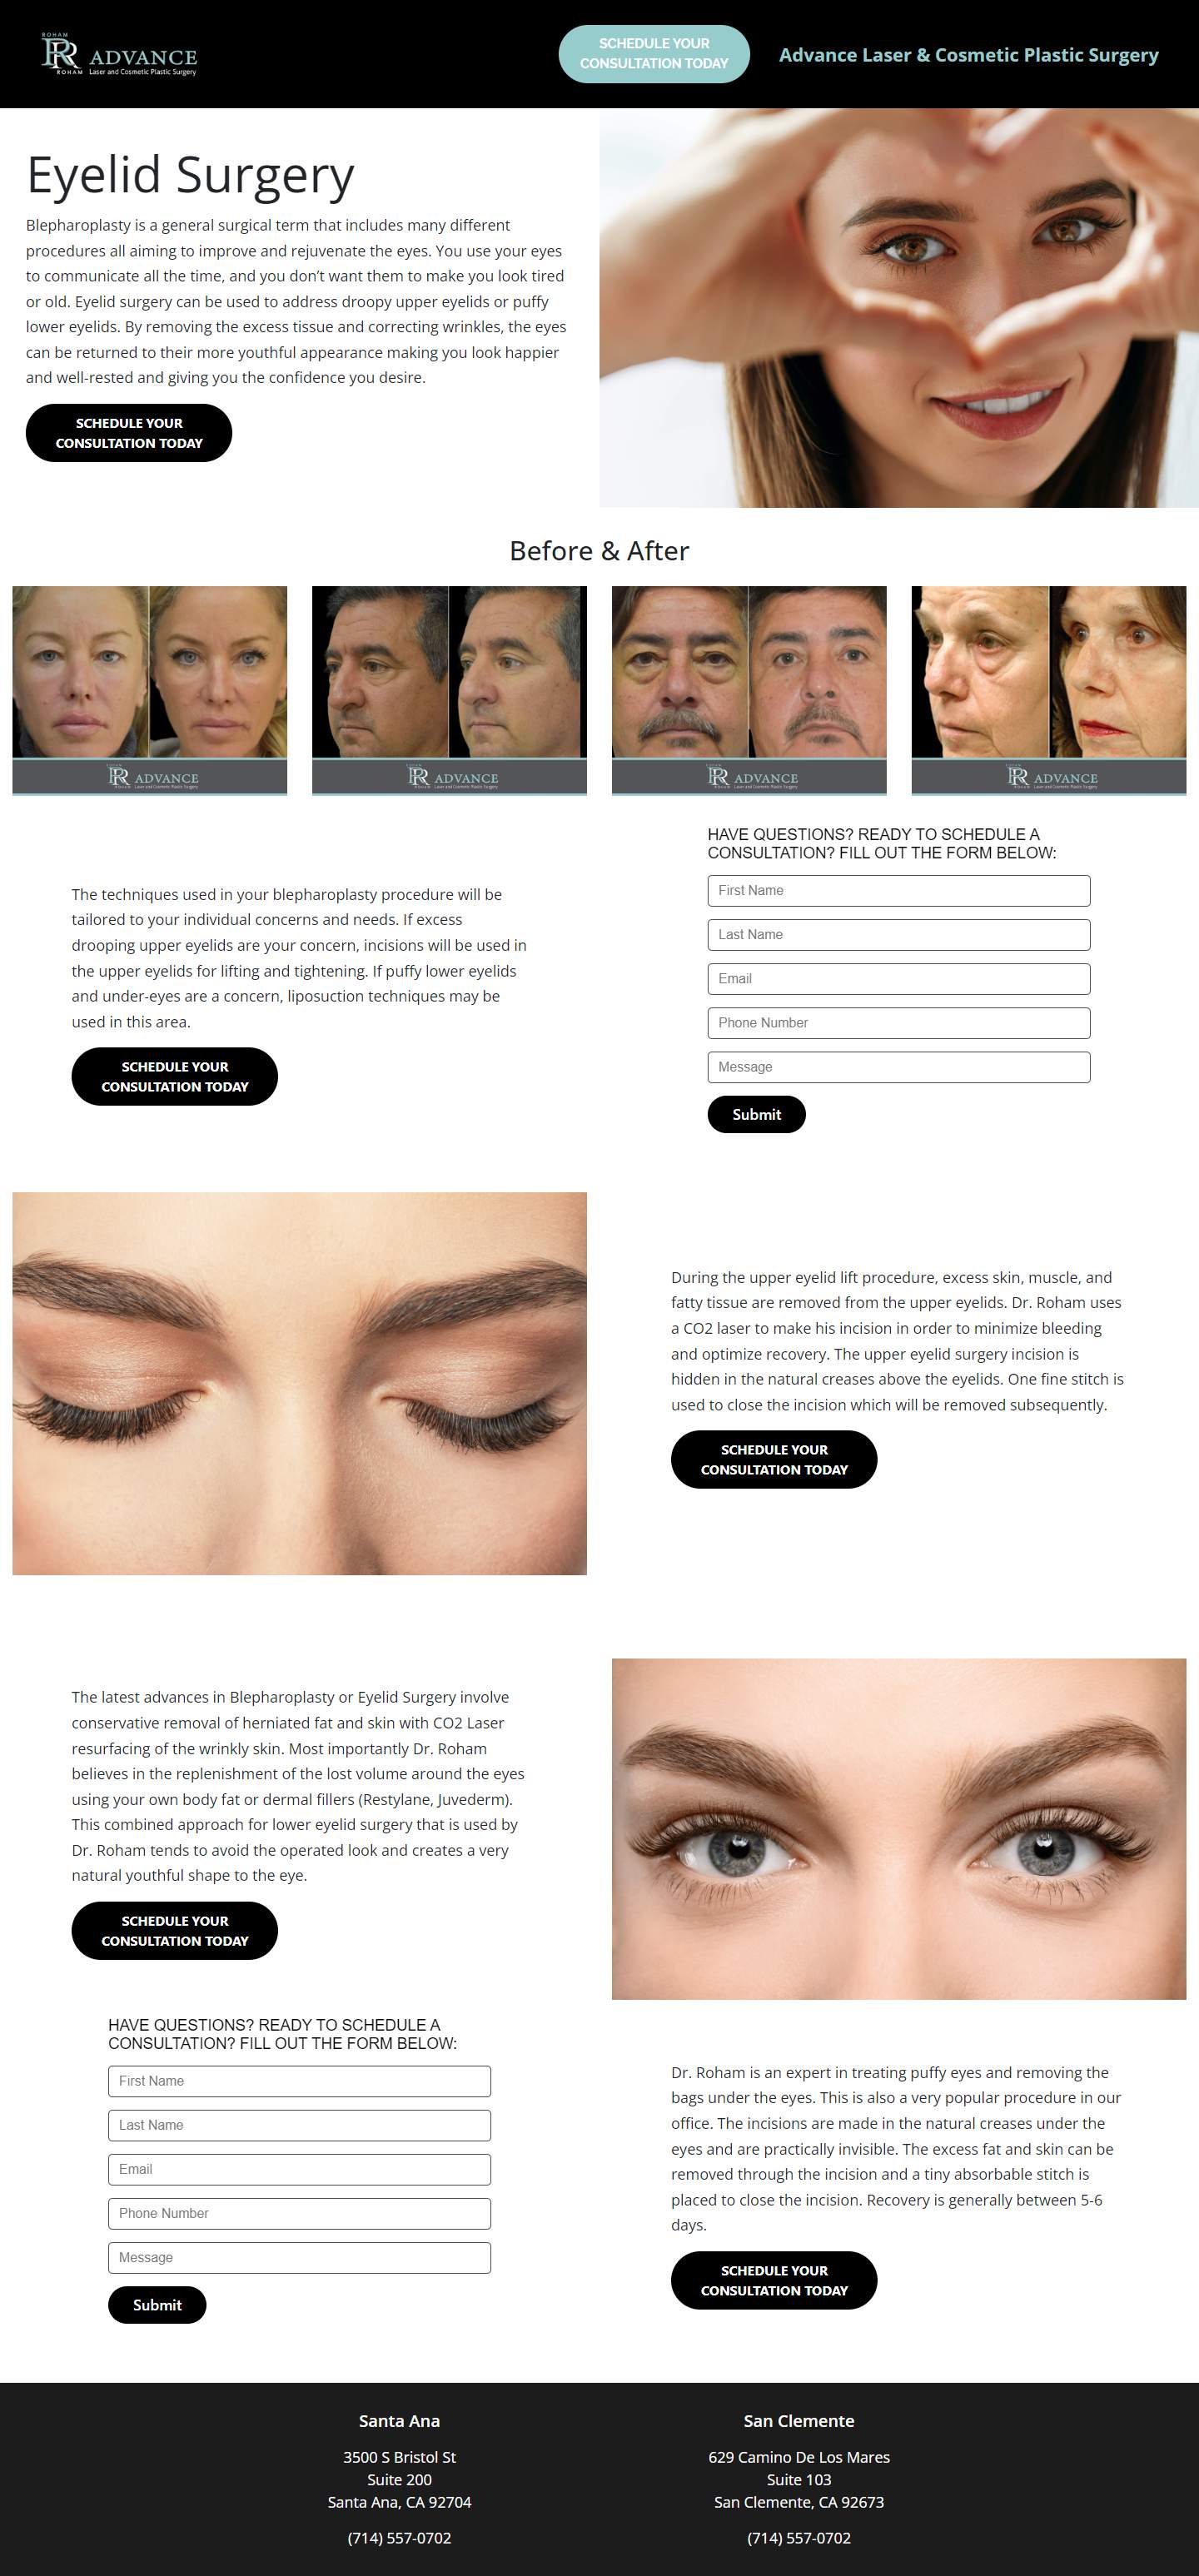 ROHAM
R ADVANCE
ROHAM Laser and Cosmetic Plastic Surgery
SCHEDULE YOUR
CONSULTATION TODAY
Advance Laser & Cosmetic Plastic Surgery
Eyelid Surgery
Blepharoplasty is a general surgical term that includes many different
procedures all aiming to improve and rejuvenate the eyes. You use your eyes
to communicate all the time, and you don’t want them to make you look tired
or old. Eyelid surgery can be used to address droopy upper eyelids or puffy
lower eyelids. By removing the excess tissue and correcting wrinkles, the eyes
can be returned to their more youthful appearance making you look happier
and well-rested and giving you the confidence you desire.
SCHEDULE YOUR
CONSULTATION TODAY
Before & After
R ADVANCE
Laser and Cosmetic Plastic Surgery
R ADVANCE
Laser and Cosmetic Plastic Surgery
R ADVANCE
Laser and Cosmetic Plastic Surgery
R ADVANCE
Laser and Cosmetic Plastic Surgery
The techniques used in your blepharoplasty procedure will be
tailored to your individual concerns and needs. If excess
drooping upper eyelids are your concern, incisions will be used in
the upper eyelids for lifting and tightening. If puffy lower eyelids
and under-eyes are a concern, liposuction techniques may be
used in this area.
SCHEDULE YOUR
CONSULTATION TODAY
HAVE QUESTIONS? READY TO SCHEDULE A
CONSULTATION? FILL OUT THE FORM BELOW:
First Name
Last Name
Email
Phone Number
Message
Submit
During the upper eyelid lift procedure, excess skin, muscle, and
fatty tissue are removed from the upper eyelids. Dr. Roham uses
a CO2 laser to make his incision in order to minimize bleeding
and optimize recovery. The upper eyelid surgery incision is
hidden in the natural creases above the eyelids. One fine stitch is
used to close the incision which will be removed subsequently.
SCHEDULE YOUR
CONSULTATION TODAY
The latest advances in Blepharoplasty or Eyelid Surgery involve
conservative removal of herniated fat and skin with CO2 Laser
resurfacing of the wrinkly skin. Most importantly Dr. Roham
believes in the replenishment of the lost volume around the eyes
using your own body fat or dermal fillers (Restylane, Juvederm).
This combined approach for lower eyelid surgery that is used by
Dr. Roham tends to avoid the operated look and creates a very
natural youthful shape to the eye.
SCHEDULE YOUR
CONSULTATION TODAY
HAVE QUESTIONS? READY TO SCHEDULE A
CONSULTATION? FILL OUT THE FORM BELOW:
First Name
Last Name
Email
Phone Number
Message
Submit
Dr. Roham is an expert in treating puffy eyes and removing the
bags under the eyes. This is also a very popular procedure in our
office. The incisions are made in the natural creases under the
eyes and are practically invisible. The excess fat and skin can be
removed through the incision and a tiny absorbable stitch is
placed to close the incision. Recovery is generally between 5-6
days.
SCHEDULE YOUR
CONSULTATION TODAY
Santa Ana
3500 S Bristol St
Suite 200
Santa Ana, CA 92704
(714) 557-0702
San Clemente
629 Camino De Los Mares
Suite 103
San Clemente, CA 92673
(714) 557-0702